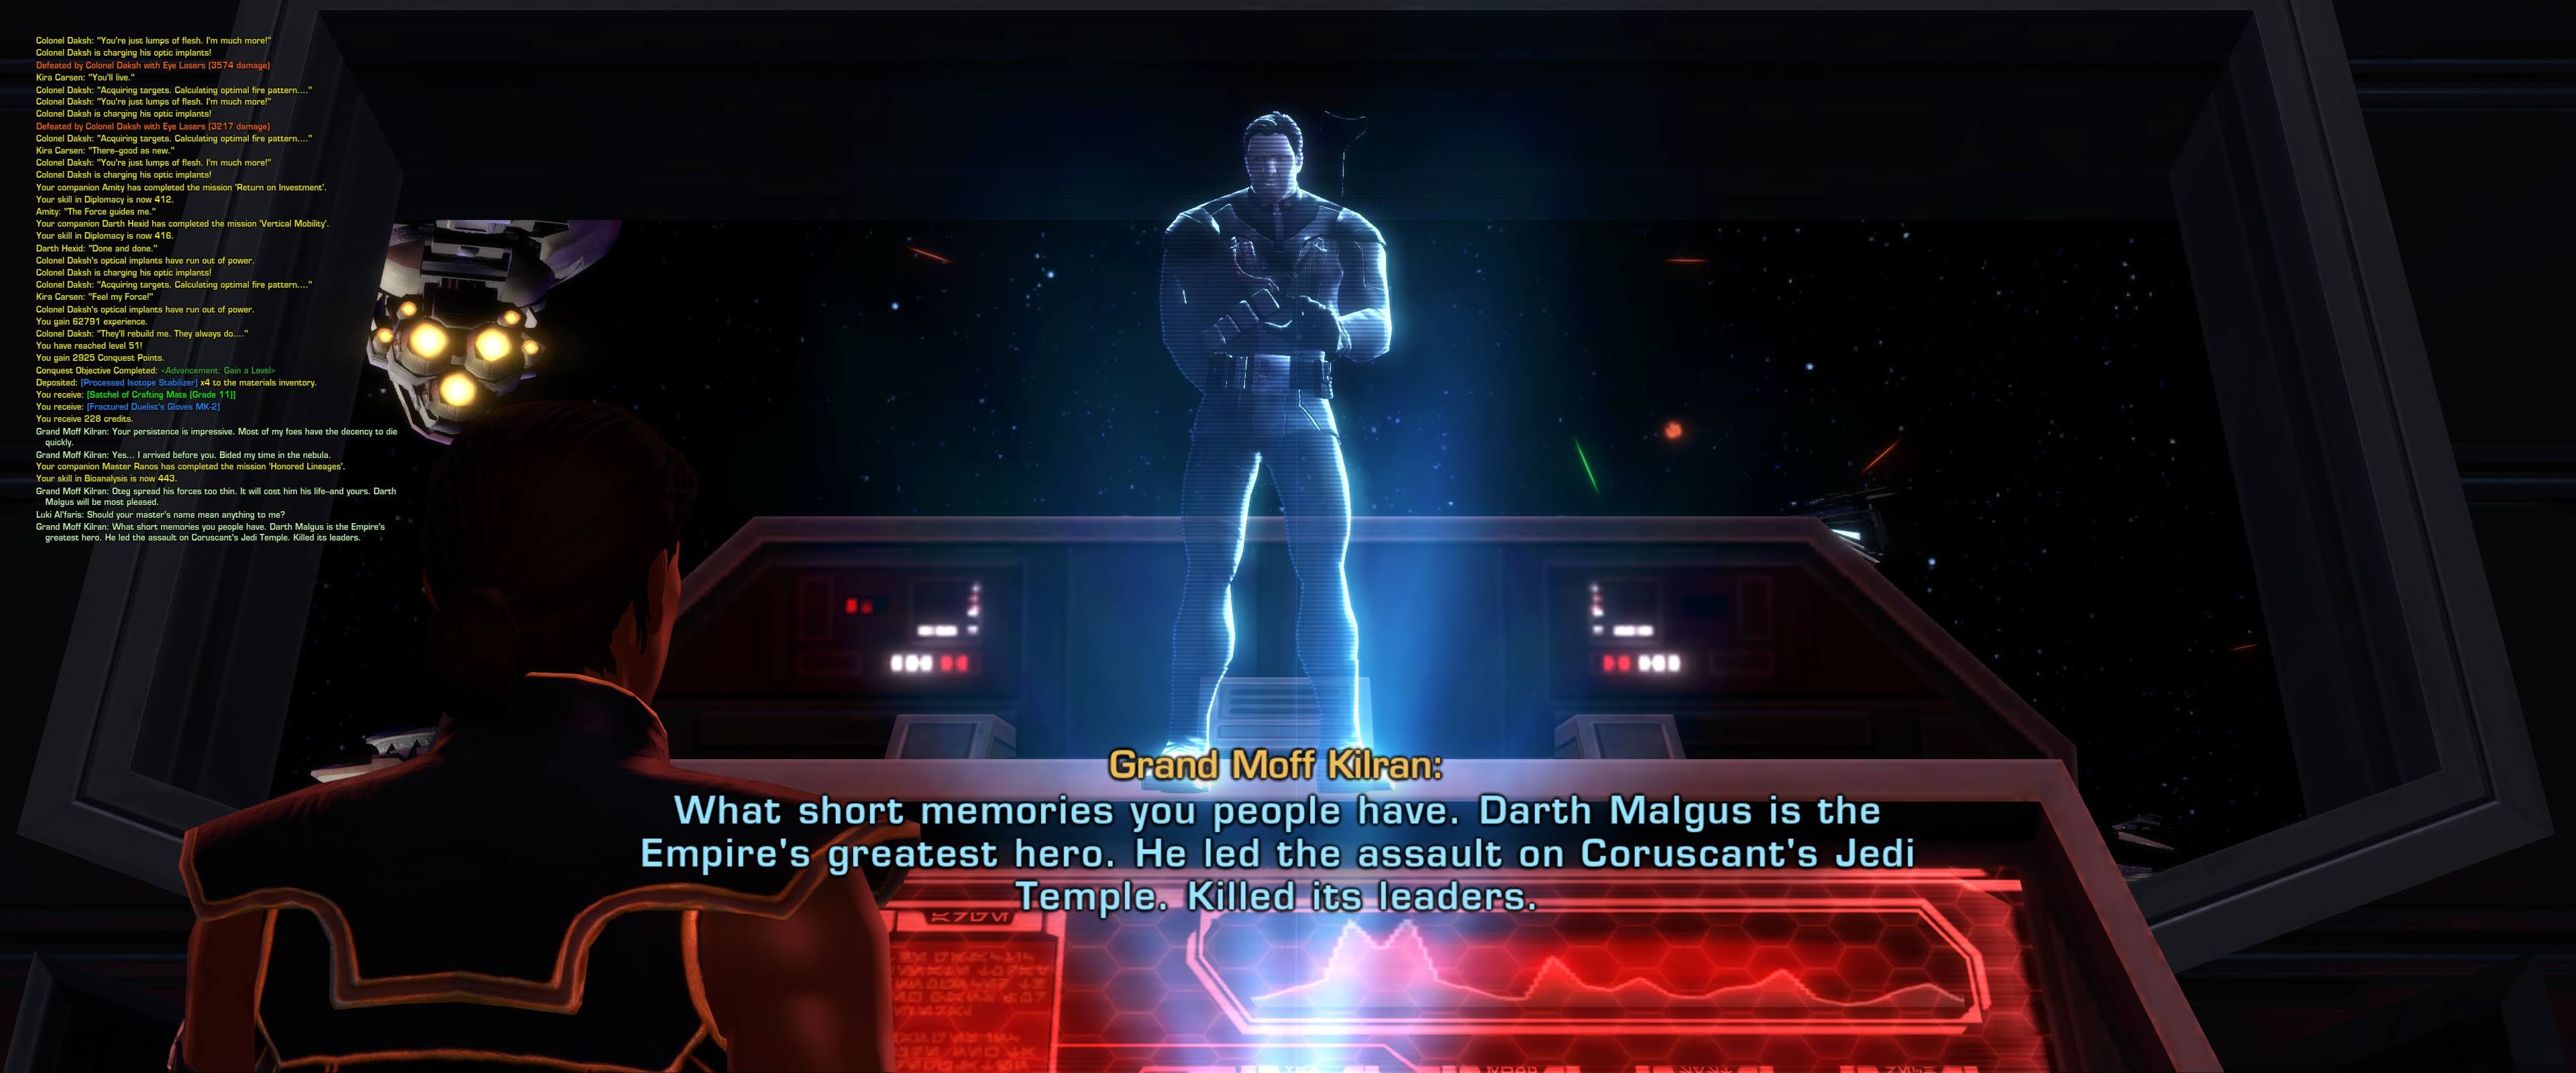 Colonel Daksh: "You're just lumps of flesh. I'm much more!"
Colonel Daksh is charging his optic implants!
Defeated by Colonel Daksh with Eye Lasers (3574 damage)
Kira Carsen: "You'll live."
Colonel Daksh: "Acquiring targets. Calculating optimal fire pattern...."
Colonel Daksh: "You're just lumps of flesh. I'm much more!"
Colonel Daksh is charging his optic implants!
Defeated by Colonel Daksh with Eye Lasers (3217 damage)
Colonel Daksh: "Acquiring targets. Calculating optimal fire pattern...."
Kira Carsen: "There–good as new."
Colonel Daksh: "You're just lumps of flesh. I'm much more!"
Colonel Daksh is charging his optic implants!
Your companion Amity has completed the mission 'Return on Investment'.
Your skill in Diplomacy is now 412.
Amity: "The Force guides me."
Your companion Darth Hexid has completed the mission 'Vertical Mobility'.
Your skill in Diplomacy is now 416.
Darth Hexid: "Done and done."
Colonel Daksh's optical implants have run out of power.
Colonel Daksh is charging his optic implants!
Colonel Daksh: "Acquiring targets. Calculating optimal fire pattern...."
Kira Carsen: "Feel my Force!"
Colonel Daksh's optical implants have run out of power.
You gain 62791 experience.
Colonel Daksh: "They'll rebuild me. They always do...."
You have reached level 51!
You gain 2925 Conquest Points.
Conquest Objective Completed: <Advancement: Gain a Level>
Deposited: [Processed Isotope Stabilizer] x4 to the materials inventory.
You receive: [Satchel of Crafting Mats (Grade 11)]
You receive: [Fractured Duelist's Gloves MK-2]
You receive 228 credits.
Grand Moff Kilran: Your persistence is impressive. Most of my foes have the decency to die
quickly.
Grand Moff Kilran: Yes... I arrived before you. Bided my time in the nebula.
Your companion Master Ranos has completed the mission 'Honored Lineages'.
Your skill in Bioanalysis is now 443.
Grand Moff Kilran: Oteg spread his forces too thin. It will cost him his life–and yours. Darth
Malgus will be most pleased.
Luki Al'faris: Should your master's name mean anything to me?
Grand Moff Kilran: What short memories you people have. Darth Malgus is the Empire's
greatest hero. He led the assault on Coruscant's Jedi Temple. Killed its leaders.
Grand Moff Kilran:
What short memories you people have. Darth Malgus is the
Empire's greatest hero. He led the assault on Coruscant's Jedi
Temple. Killed its leaders.